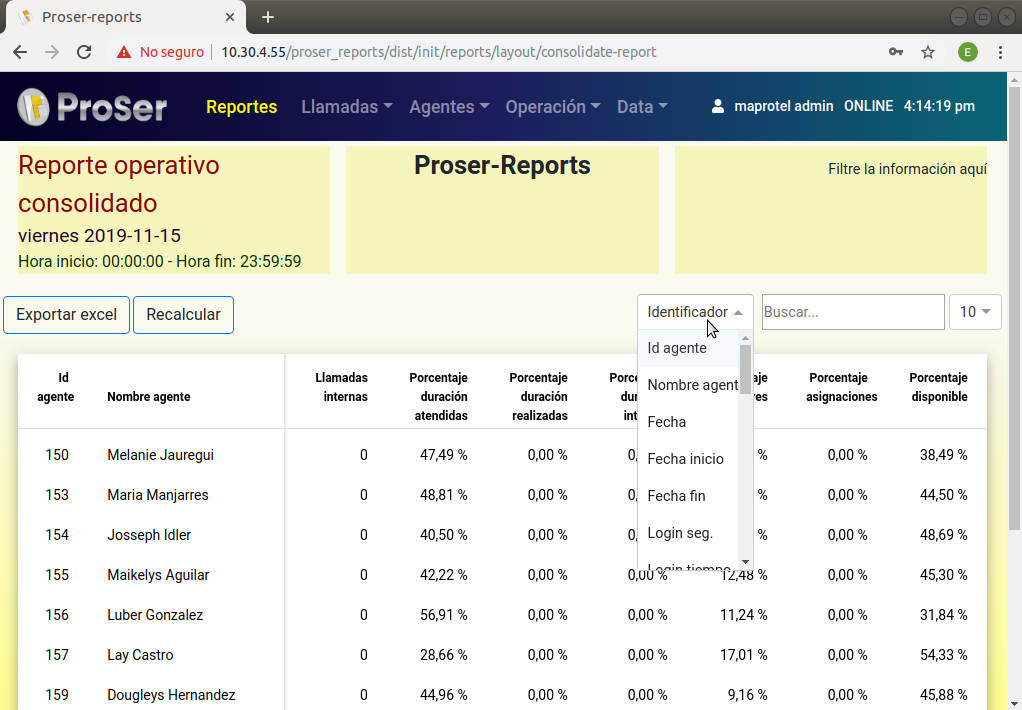 Proser-reports
No seguro
10.30.4.55/proser_reports/dist/init/reports/layout/consolidate-report
E
ProSer
Reportes Llamadas Agentes Operación Data
maprotel admin ONLINE 4:14:19 pm
Reporte operativo
consolidado
viernes 2019-11-15
Hora inicio: 00:00:00 - Hora fin: 23:59:59
Proser-Reports
Filtre la información aquí
Exportar excel Recalcular
Identificador
Buscar...
10
Id agente
Nombre agent
Fecha
Fecha inicio
Fecha fin
Login seg.
Login tiempo
Id agente
Nombre agente
Llamadas internas
Porcentaje duración atendidas
Porcentaje duración realizadas
Porcentaje asignaciones
Porcentaje disponible
150 Melanie Jauregui 0 47,49 % 0,00 % 0, % 0,00 % 38,49 %
153 Maria Manjarres 0 48,81 % 0,00 % 0, % 0,00 % 44,50 %
154 Josseph Idler 0 40,50 % 0,00 % 0, % 0,00 % 48,69 %
155 Maikelys Aguilar 0 42,22 % 0,00 % 0,00 % 12,48 % 0,00 % 45,30 %
156 Luber Gonzalez 0 56,91 % 0,00 % 0,00 % 11,24 % 0,00 % 31,84 %
157 Lay Castro 0 28,66 % 0,00 % 0,00 % 17,01 % 0,00 % 54,33 %
159 Dougleys Hernandez 0 44,96 % 0,00 % 0,00 % 9,16 % 0,00 % 45,88 %